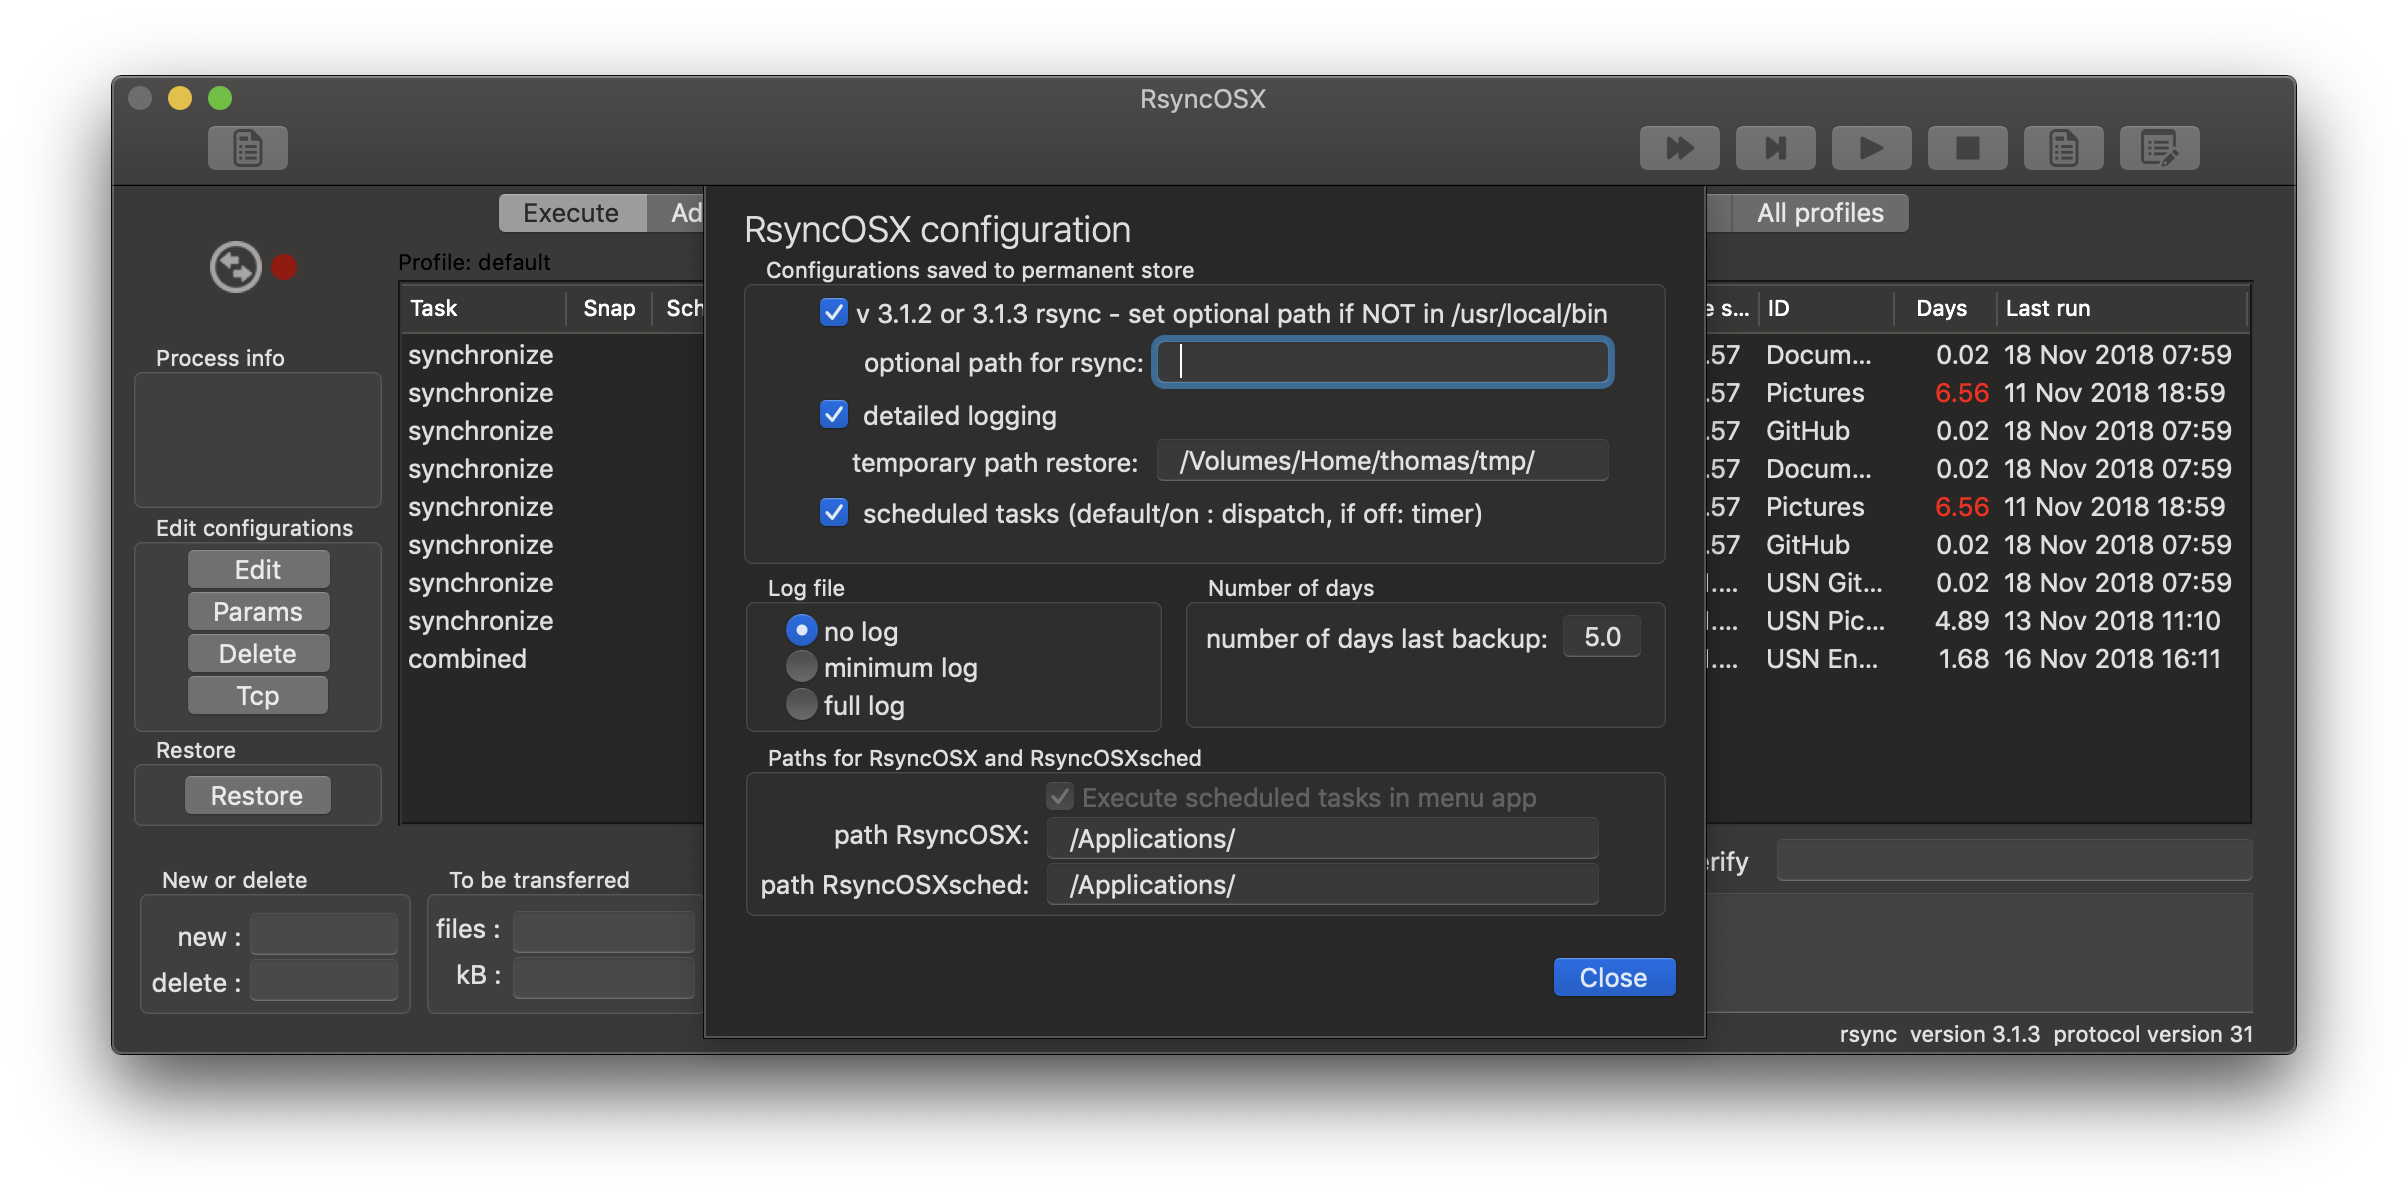 RsyncOSX
Execute
Ad
All profiles
Profile: default
Task Snap Sch
synchronize
synchronize
synchronize
synchronize
synchronize
synchronize
synchronize
synchronize
combined
Process info
Edit configurations
Edit
Params
Delete
Tcp
Restore
Restore
New or delete
new :
delete :
To be transferred
files :
kB :
RsyncOSX configuration
Configurations saved to permanent store
v 3.1.2 or 3.1.3 rsync - set optional path if NOT in /usr/local/bin
optional path for rsync:
detailed logging
temporary path restore: /Volumes/Home/thomas/tmp/
scheduled tasks (default/on : dispatch, if off: timer)
Log file
no log
minimum log
full log
Number of days
number of days last backup: 5.0
Paths for RsyncOSX and RsyncOSXsched
Execute scheduled tasks in menu app
path RsyncOSX: /Applications/
path RsyncOSXsched: /Applications/
Close
e s... ID Days Last run
.57 Docum... 0.02 18 Nov 2018 07:59
.57 Pictures 6.56 11 Nov 2018 18:59
.57 GitHub 0.02 18 Nov 2018 07:59
.57 Docum... 0.02 18 Nov 2018 07:59
.57 Pictures 6.56 11 Nov 2018 18:59
.57 GitHub 0.02 18 Nov 2018 07:59
USN Git... 0.02 18 Nov 2018 07:59
USN Pic... 4.89 13 Nov 2018 11:10
USN En... 1.68 16 Nov 2018 16:11
rify
rsync version 3.1.3 protocol version 31